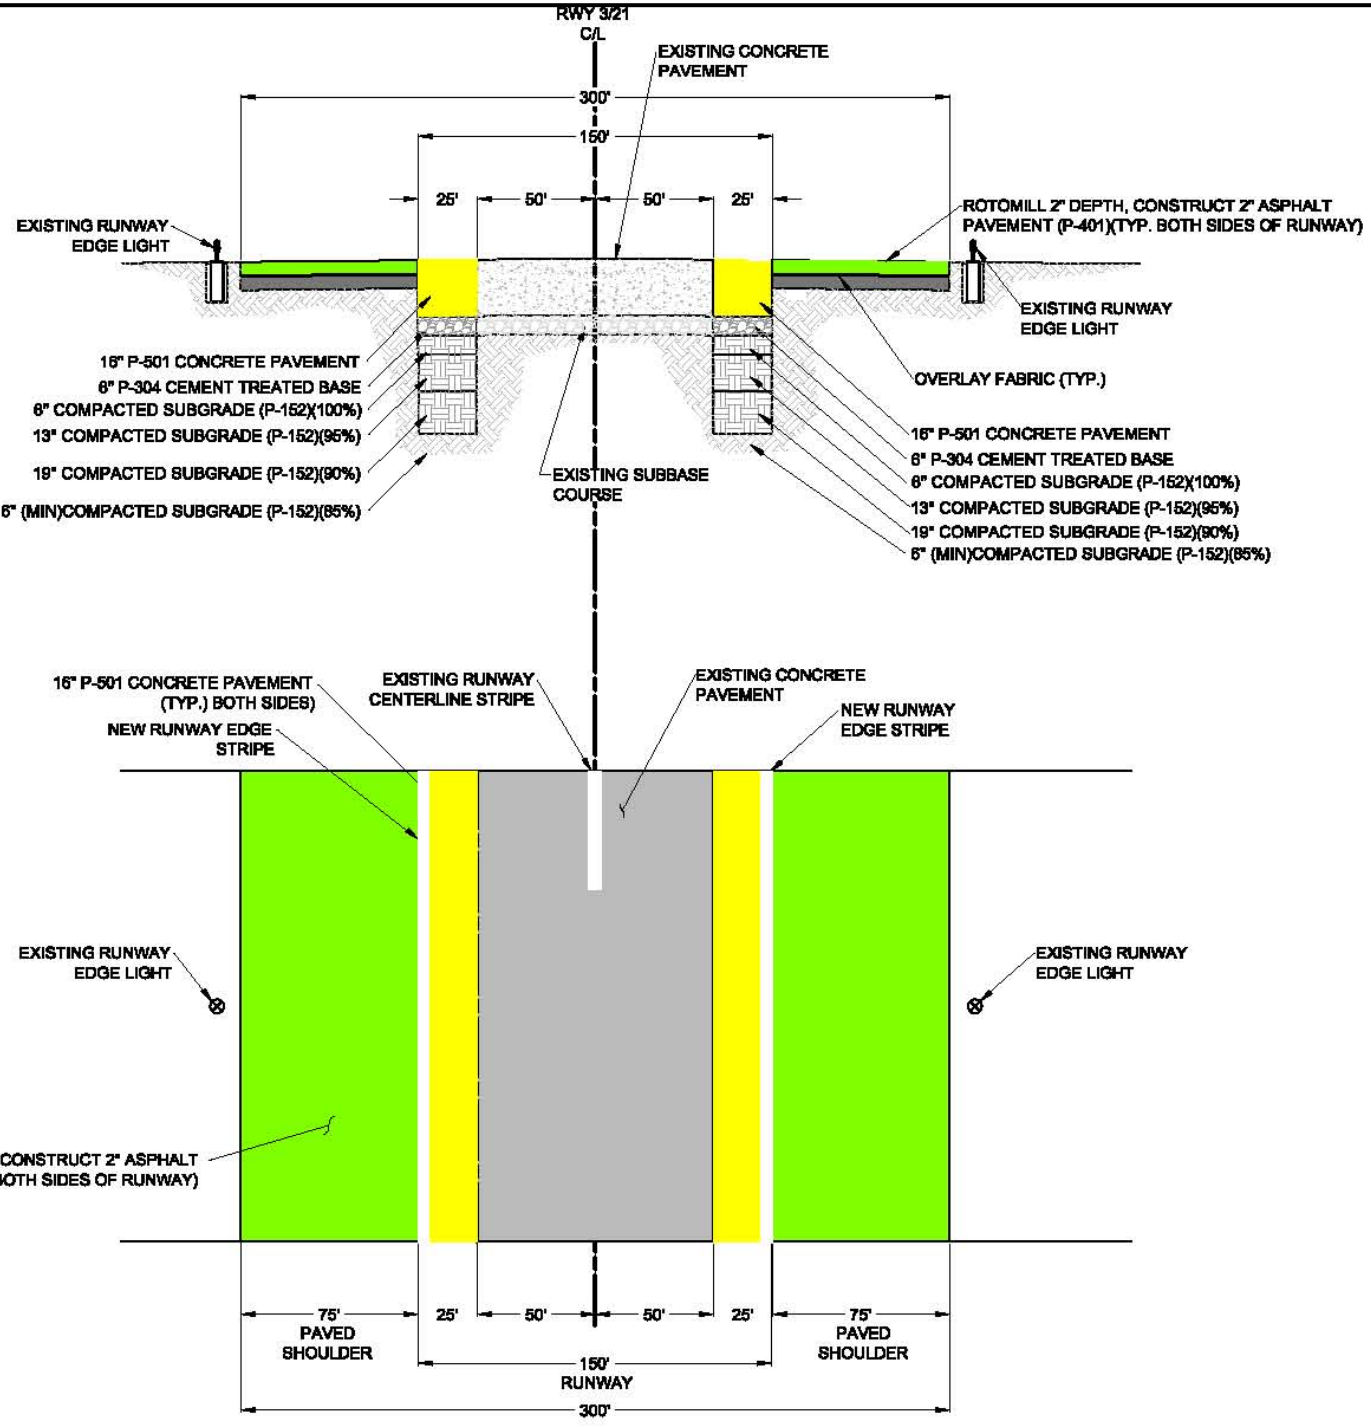 RWY 3/21
C/L
EXISTING CONCRETE
PAVEMENT
300'
150'
25'
50'
50'
25'
EXISTING RUNWAY
EDGE LIGHT
ROTOMILL 2" DEPTH, CONSTRUCT 2" ASPHALT
PAVEMENT (P-401)(TYP. BOTH SIDES OF RUNWAY)
EXISTING RUNWAY
EDGE LIGHT
OVERLAY FABRIC (TYP.)
16" P-501 CONCRETE PAVEMENT
6" P-304 CEMENT TREATED BASE
6" COMPACTED SUBGRADE (P-152)(100%)
13" COMPACTED SUBGRADE (P-152)(95%)
19" COMPACTED SUBGRADE (P-152)(90%)
6" (MIN)COMPACTED SUBGRADE (P-152)(85%)
EXISTING SUBBASE
COURSE
16" P-501 CONCRETE PAVEMENT
6" P-304 CEMENT TREATED BASE
6" COMPACTED SUBGRADE (P-152)(100%)
13" COMPACTED SUBGRADE (P-152)(95%)
19" COMPACTED SUBGRADE (P-152)(90%)
6" (MIN)COMPACTED SUBGRADE (P-152)(85%)
16" P-501 CONCRETE PAVEMENT
(TYP.) BOTH SIDES)
NEW RUNWAY EDGE
STRIPE
EXISTING RUNWAY
CENTERLINE STRIPE
EXISTING CONCRETE
PAVEMENT
NEW RUNWAY
EDGE STRIPE
EXISTING RUNWAY
EDGE LIGHT
EXISTING RUNWAY
EDGE LIGHT
CONSTRUCT 2" ASPHALT
BOTH SIDES OF RUNWAY)
75'
PAVED
SHOULDER
25'
50'
50'
25'
75'
PAVED
SHOULDER
150'
RUNWAY
300'